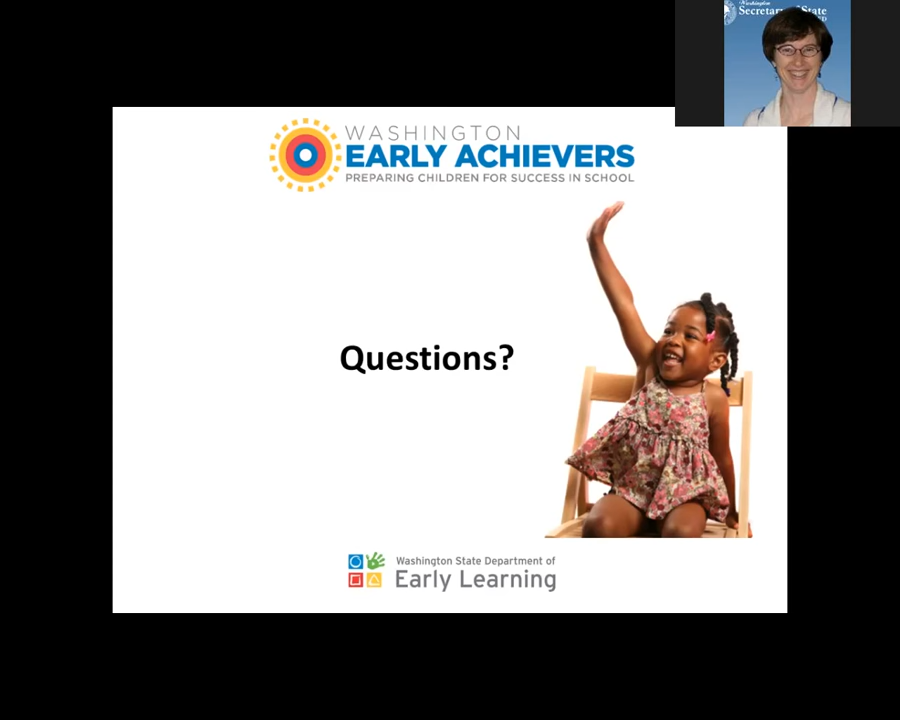 Washington
Secretary of State
WASHINGTON
EARLY ACHIEVERS
PREPARING CHILDREN FOR SUCCESS IN SCHOOL
Questions?
Washington State Department of
Early Learning